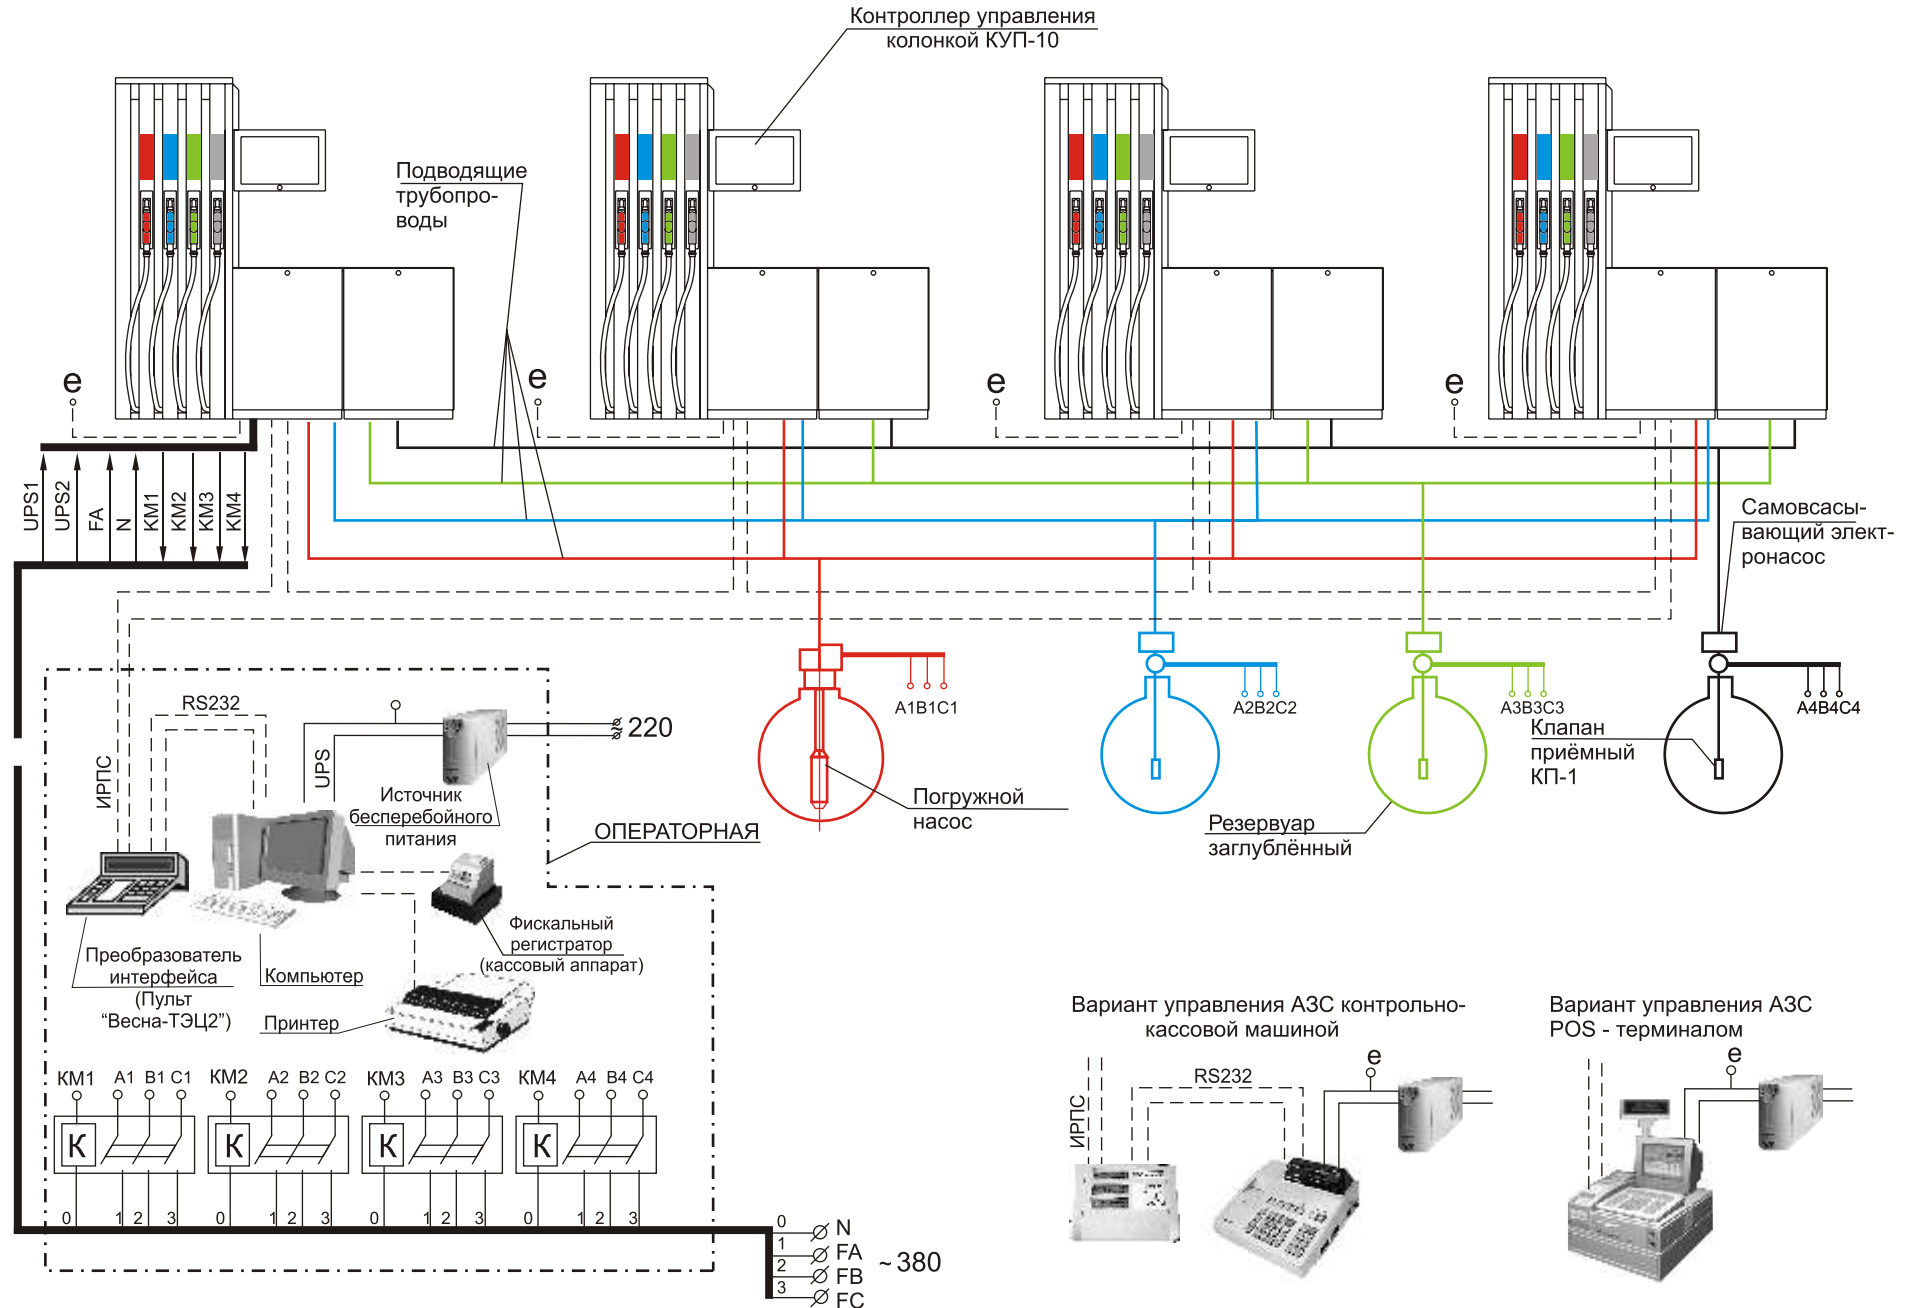 Контроллер управления
колонкой КУП-10
Подводящие
трубопро-
воды
e
e
e
e
UPS1
UPS2
FA
N
KM1
KM2
KM3
KM4
Самовсасы-
вающий элект-
ронасос
A1B1C1
A2B2C2
A3B3C3
A4B4C4
Клапан
приёмный
КП-1
Погружной
насос
Резервуар
заглублённый
RS232
ИРПС
UPS
≈ 220
Источник
бесперебойного
питания
ОПЕРАТОРНАЯ
Фискальный
регистратор
(кассовый аппарат)
Преобразователь
интерфейса
(Пульт
“Весна-ТЭЦ2”)
Компьютер
Принтер
КМ1 A1 B1 C1
КМ2 A2 B2 C2
КМ3 A3 B3 C3
КМ4 A4 B4 C4
К
К
К
К
0 1 2 3
0 1 2 3
0 1 2 3
0 1 2 3
0 N
1 FA
2 FB
3 FC
~380
Вариант управления АЗС контрольно-
кассовой машиной
e
RS232
ИРПС
Вариант управления АЗС
POS - терминалом
e